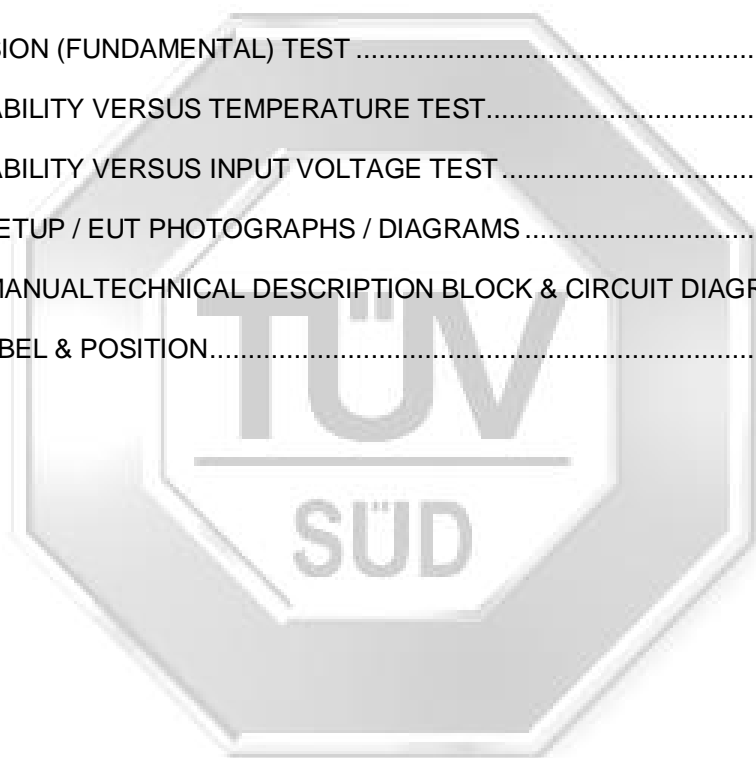 SION (FUNDAMENTAL) TEST ........................................................
ABILITY VERSUS TEMPERATURE TEST.....................................
ABILITY VERSUS INPUT VOLTAGE TEST...................................
ETUP / EUT PHOTOGRAPHS / DIAGRAMS................................
MANUALTECHNICAL DESCRIPTION BLOCK & CIRCUIT DIAGR
BEL & POSITION..............................................................................
TÜV
SÜD